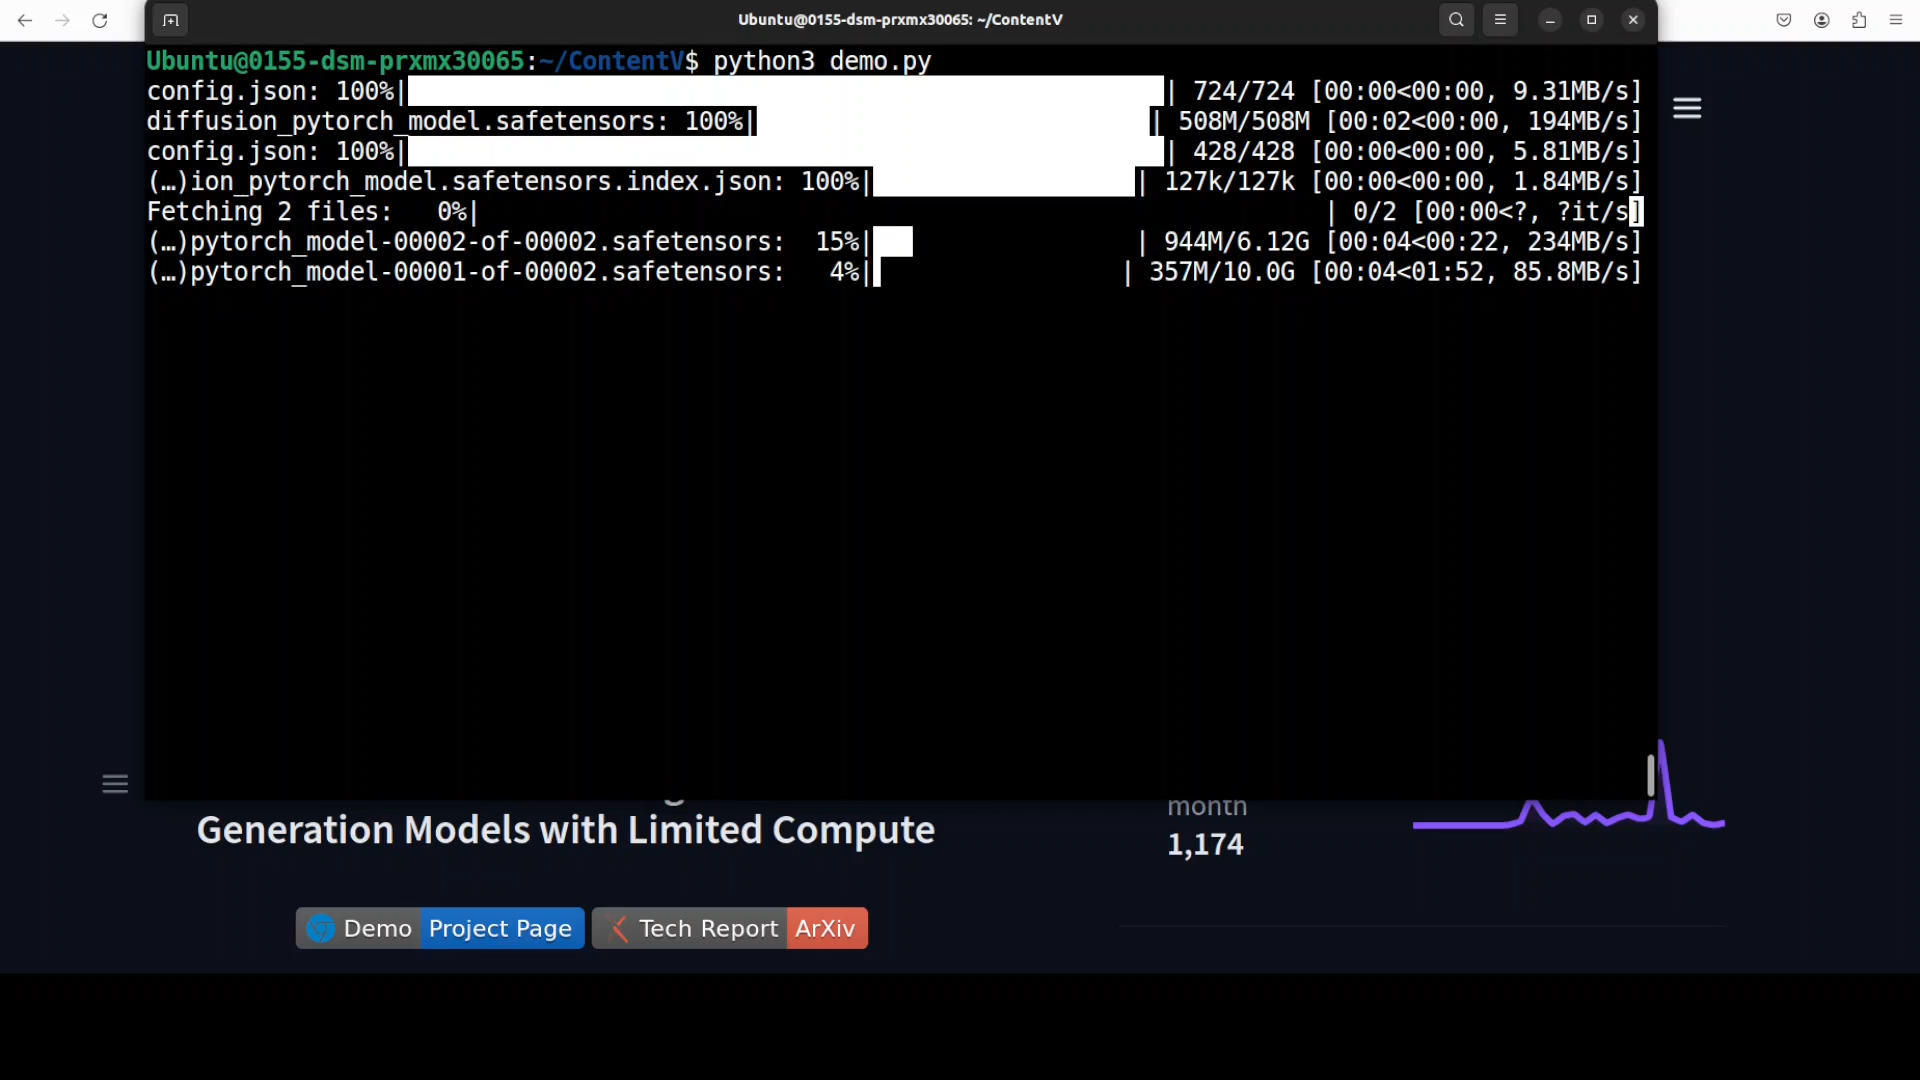 Ubuntu@0155-dsm-prxmx30065: ~/ContentV
Ubuntu@0155-dsm-prxmx30065:~/ContentV$ python3 demo.py
config.json: 100%| | 724/724 [00:00<00:00, 9.31MB/s]
diffusion_pytorch_model.safetensors: 100%| | 508M/508M [00:02<00:00, 194MB/s]
config.json: 100%| | 428/428 [00:00<00:00, 5.81MB/s]
(…)ion_pytorch_model.safetensors.index.json: 100%| | 127k/127k [00:00<00:00, 1.84MB/s]
Fetching 2 files: 0%| | 0/2 [00:00<?, ?it/s]
(…)pytorch_model-00002-of-00002.safetensors: 15%| | 944M/6.12G [00:04<00:22, 234MB/s]
(…)pytorch_model-00001-of-00002.safetensors: 4%| | 357M/10.0G [00:04<01:52, 85.8MB/s]
month
Generation Models with Limited Compute
1,174
Demo Project Page Tech Report ArXiv